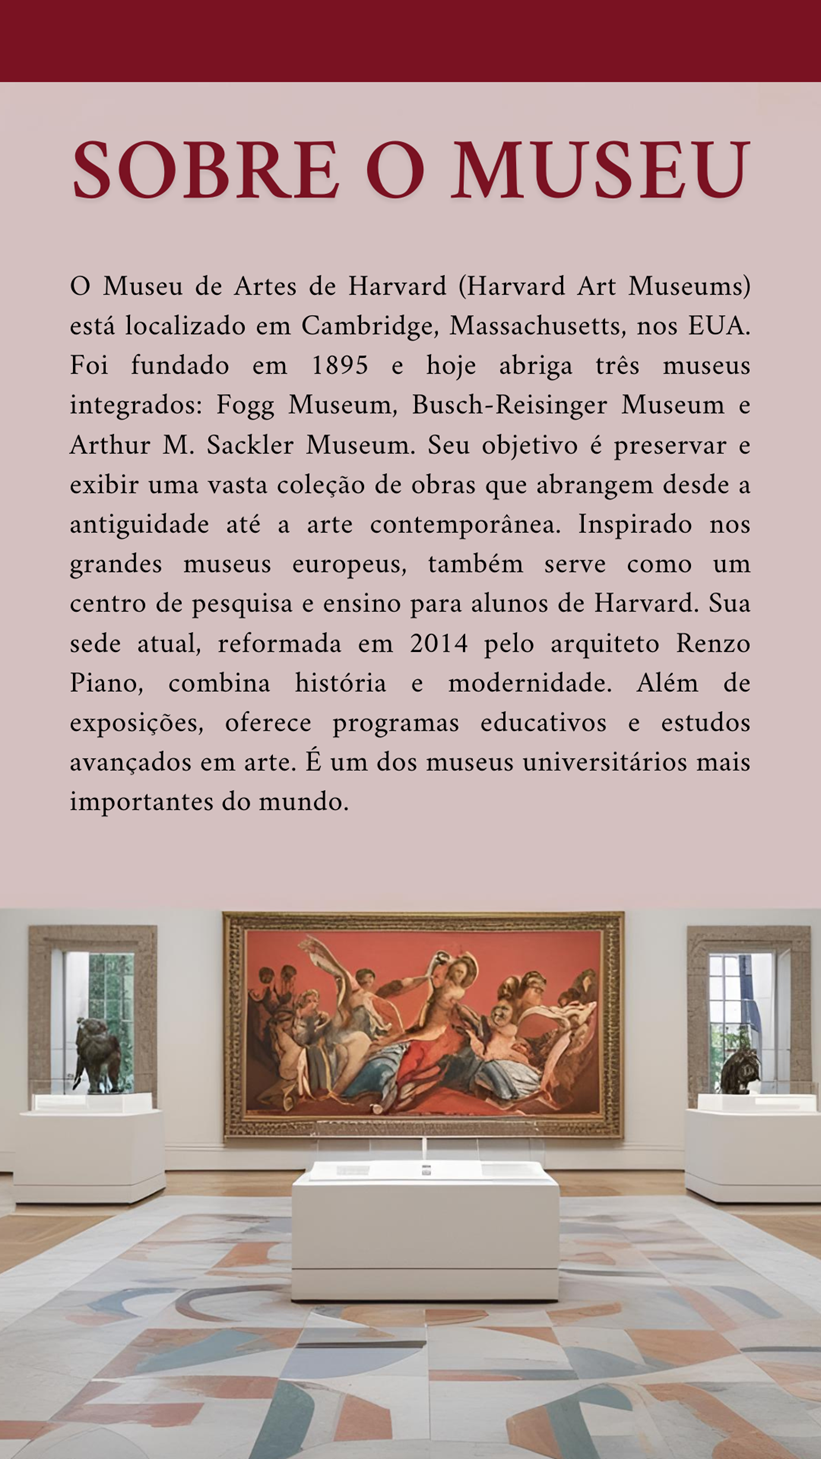 SOBRE O MUSEU
O Museu de Artes de Harvard (Harvard Art Museums)
está localizado em Cambridge, Massachusetts, nos EUA.
Foi fundado em 1895 e hoje abriga três museus
integrados: Fogg Museum, Busch-Reisinger Museum e
Arthur M. Sackler Museum. Seu objetivo é preservar e
exibir uma vasta coleção de obras que abrangem desde a
antiguidade até a arte contemporânea. Inspirado nos
grandes museus europeus, também serve como um
centro de pesquisa e ensino para alunos de Harvard. Sua
sede atual, reformada em 2014 pelo arquiteto Renzo
Piano, combina história e modernidade. Além de
exposições, oferece programas educativos e estudos
avançados em arte. É um dos museus universitários mais
importantes do mundo.